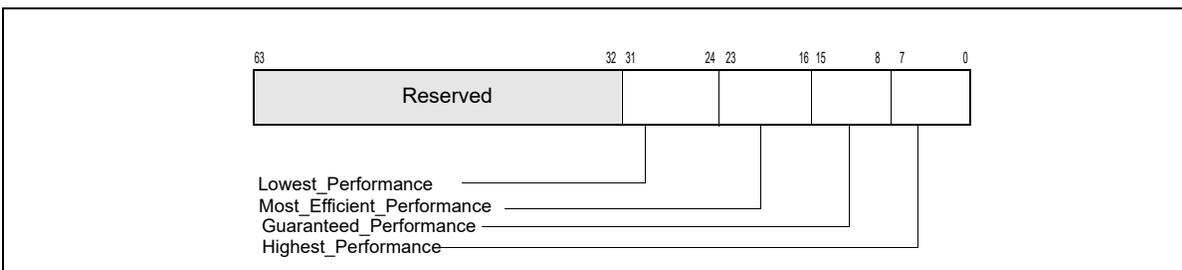 63 32 31 24 23 16 15 8 7 0
Reserved
Lowest_Performance
Most_Efficient_Performance
Guaranteed_Performance
Highest_Performance